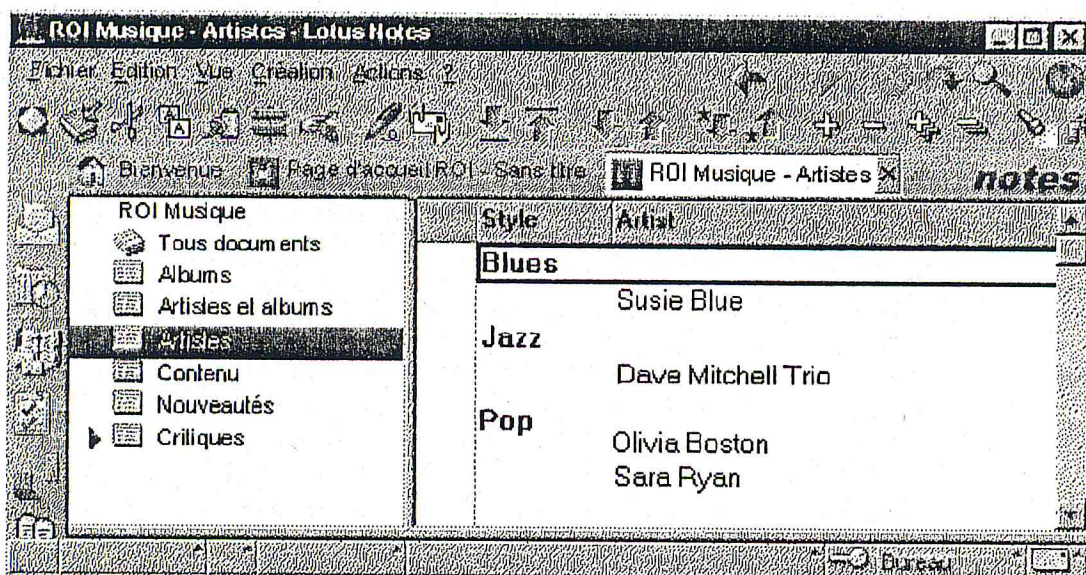 ROI Musique - Artistes - Lotus Notes
Fichier Edition Vue Création Actions ?
Bienvenue Page d'accueil ROI - Sans titre ROI Musique - Artistes notes
ROI Musique
Tous documents
Albums
Artistes et albums
Artistes
Contenu
Nouveautés
Critiques
Style Artist
Blues
Susie Blue
Jazz
Dave Mitchell Trio
Pop
Olivia Boston
Sara Ryan
Bureau